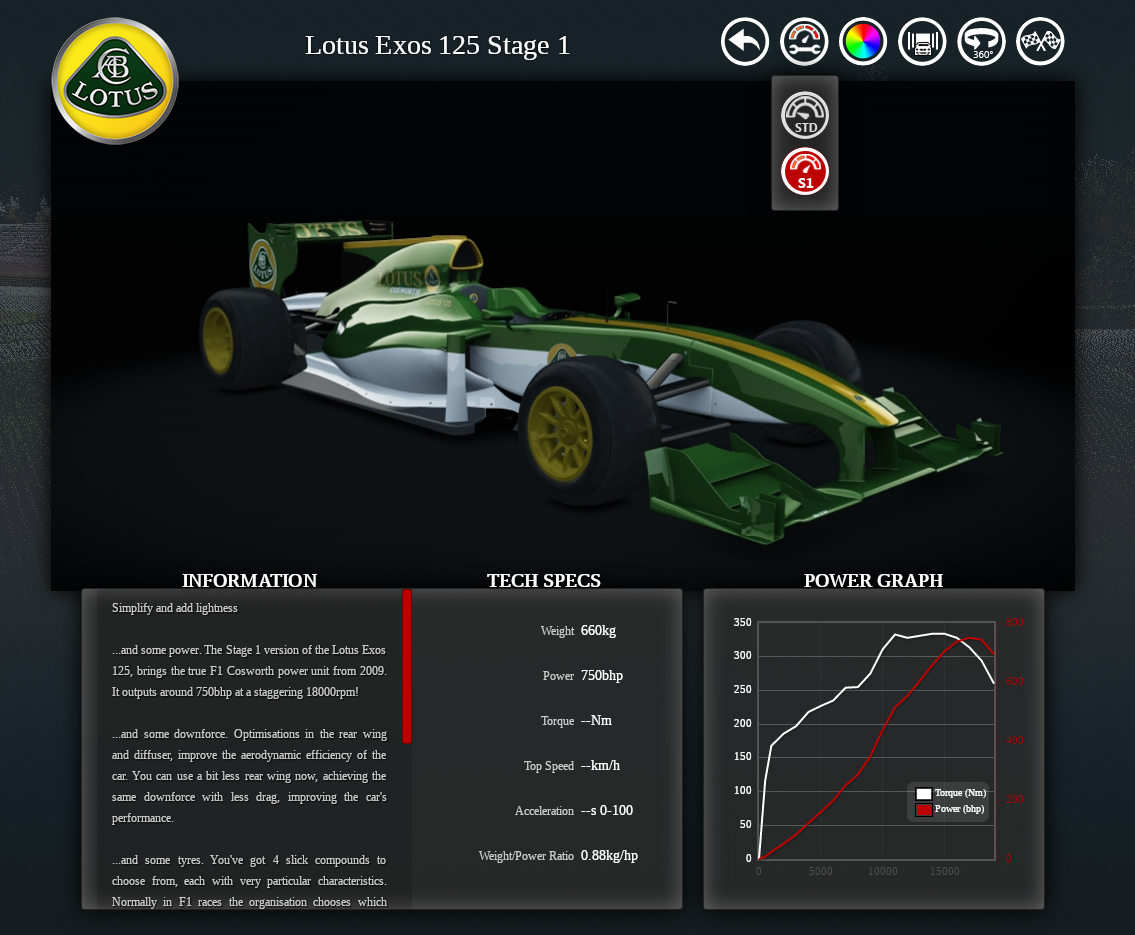 Lotus Exos 125 Stage 1
360°
LOTUS
STD
S1
LOTUS
LOTUS
COSWORTH
LOTUS
INFORMATION
TECH SPECS
POWER GRAPH
Simplify and add lightness
...and some power. The Stage 1 version of the Lotus Exos
125, brings the true F1 Cosworth power unit from 2009.
It outputs around 750bhp at a staggering 18000rpm!
...and some downforce. Optimisations in the rear wing
and diffuser, improve the aerodynamic efficiency of the
car. You can use a bit less rear wing now, achieving the
same downforce with less drag, improving the car's
performance.
...and some tyres. You've got 4 slick compounds to
choose from, each with very particular characteristics.
Normally in F1 races the organisation chooses which
Weight 660kg
Power 750bhp
Torque --Nm
Top Speed --km/h
Acceleration --s 0-100
Weight/Power Ratio 0.88kg/hp
350 800
300
250 600
200
150 400
100
50 200
0 0
Torque (Nm)
Power (bhp)
0 5000 10000 15000